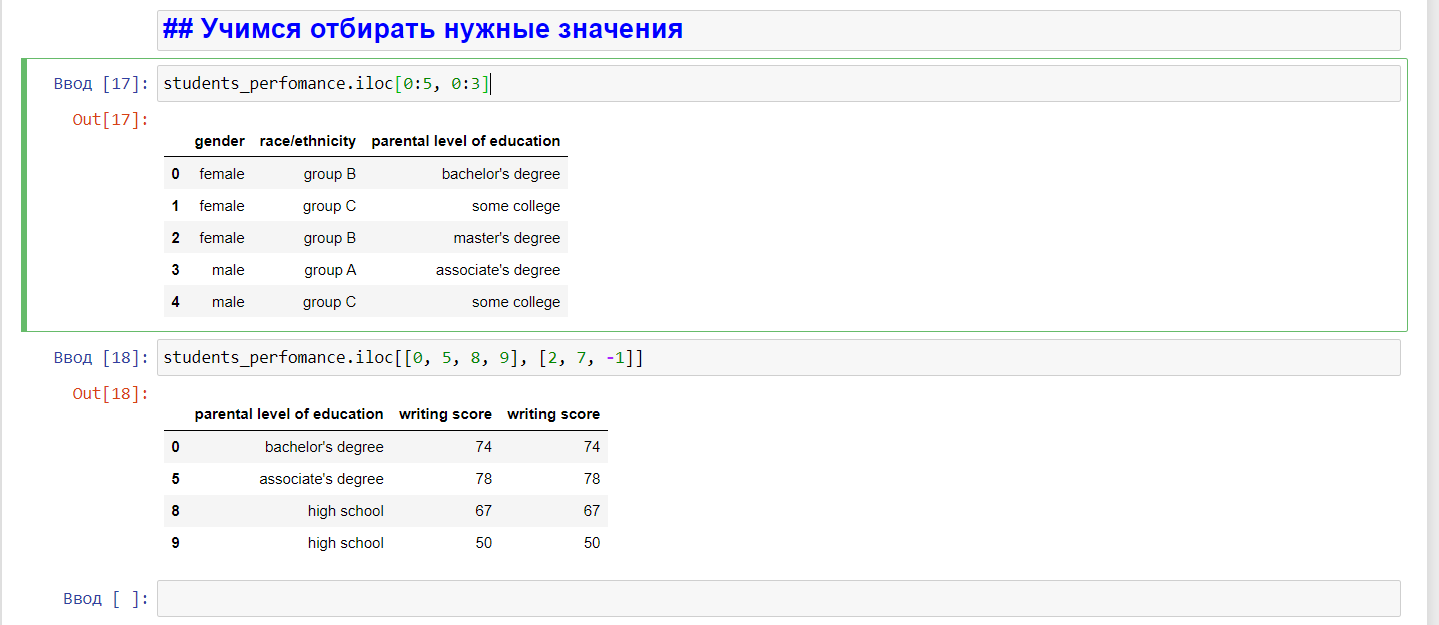 ## Учимся отбирать нужные значения
Ввод [17]: students_perfomance.iloc[0:5, 0:3]
Out[17]:
gender race/ethnicity parental level of education
0 female group B bachelor's degree
1 female group C some college
2 female group B master's degree
3 male group A associate's degree
4 male group C some college
Ввод [18]: students_perfomance.iloc[[0, 5, 8, 9], [2, 7, -1]]
Out[18]:
parental level of education writing score writing score
0 bachelor's degree 74 74
5 associate's degree 78 78
8 high school 67 67
9 high school 50 50
Ввод [ ]: